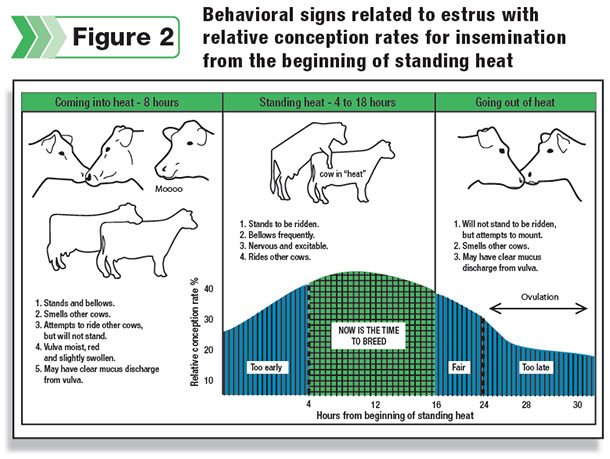 Figure 2
Behavioral signs related to estrus with
relative conception rates for insemination
from the beginning of standing heat
Coming into heat - 8 hours
Moooo
1. Stands and bellows.
2. Smells other cows.
3. Attempts to ride other cows,
but will not stand.
4. Vulva moist, red
and slightly swollen.
5. May have clear mucus discharge
from vulva.
Standing heat - 4 to 18 hours
cow in "heat"
1. Stands to be ridden.
2. Bellows frequently.
3. Nervous and excitable.
4. Rides other cows.
Going out of heat
1. Will not stand to be ridden,
but attempts to mount.
2. Smells other cows.
3. May have clear mucus
discharge from vulva.
Relative conception rate %
40
30
20
10
Too early
NOW IS THE TIME
TO BREED
Fair
Too late
Ovulation
4
12
16
24
28
30
Hours from beginning of standing heat